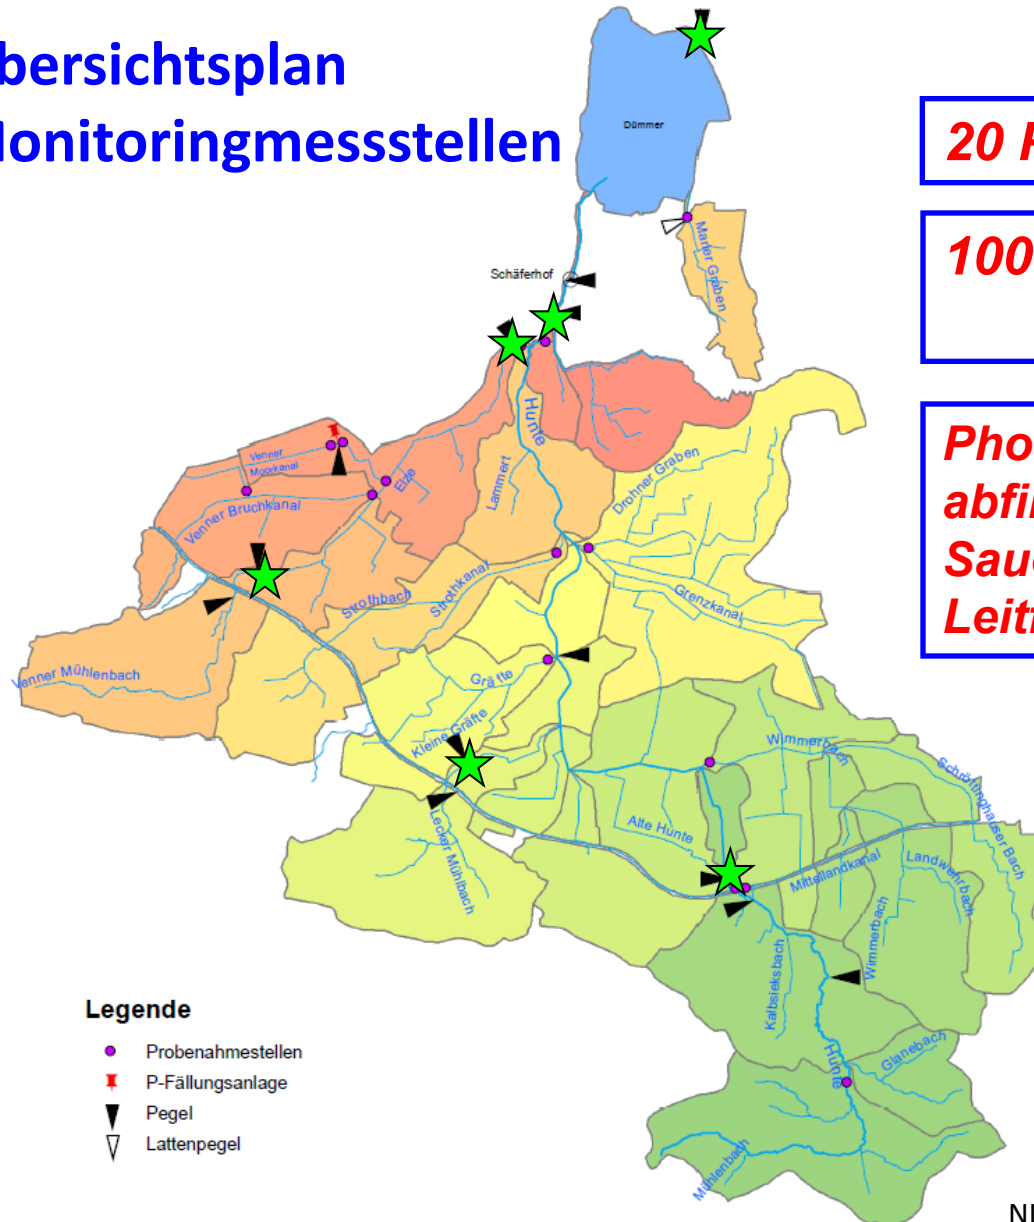 bersichtsplan
onitoringmessstellen
Dümmer
20
100
Marler Graben
Schäferhof
Hunte
Pho
abfi
Sau
Leit
Venner
Moorkanal
Elze
Lammert
Drohner Graben
Venner Bruchkanal
Strothbach
Strothkanal
Grenzkanal
Venner Mühlenbach
Gräfte
Kleine Gräfte
Wimmerbach
Schröttinghauser Bach
Lecker Mühlbach
Alte Hunte
Mittellandkanal
Landwehrbach
Wimmerbach
Kalbsieksbach
Hunte
Glanebach
Mühlenbach
Legende
Probenahmestellen
P-Fällungsanlage
Pegel
Lattenpegel